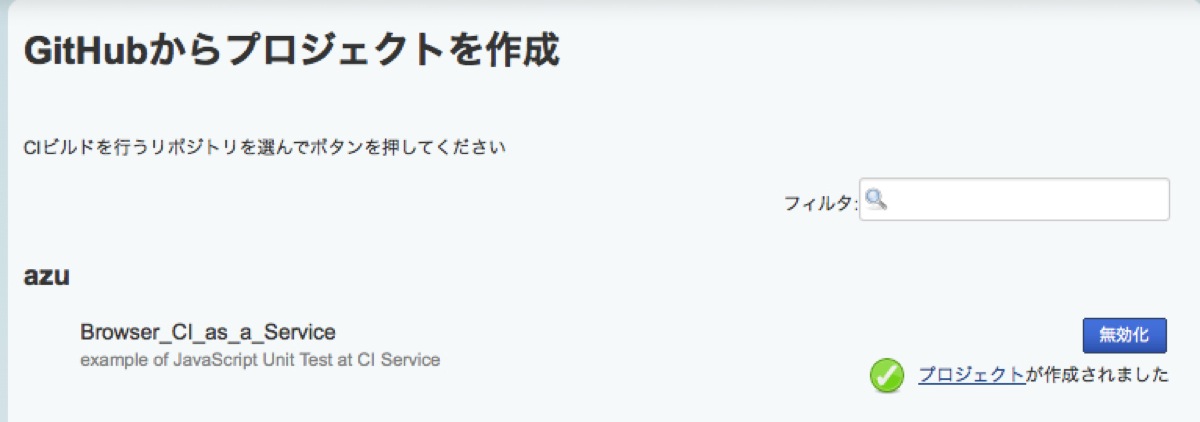 GitHubからプロジェクトを作成
CIビルドを行うリポジトリを選んでボタンを押してください
フィルタ:
azu
Browser_CI_as_a_Service
無効化
example of JavaScript Unit Test at CI Service
プロジェクトが作成されました